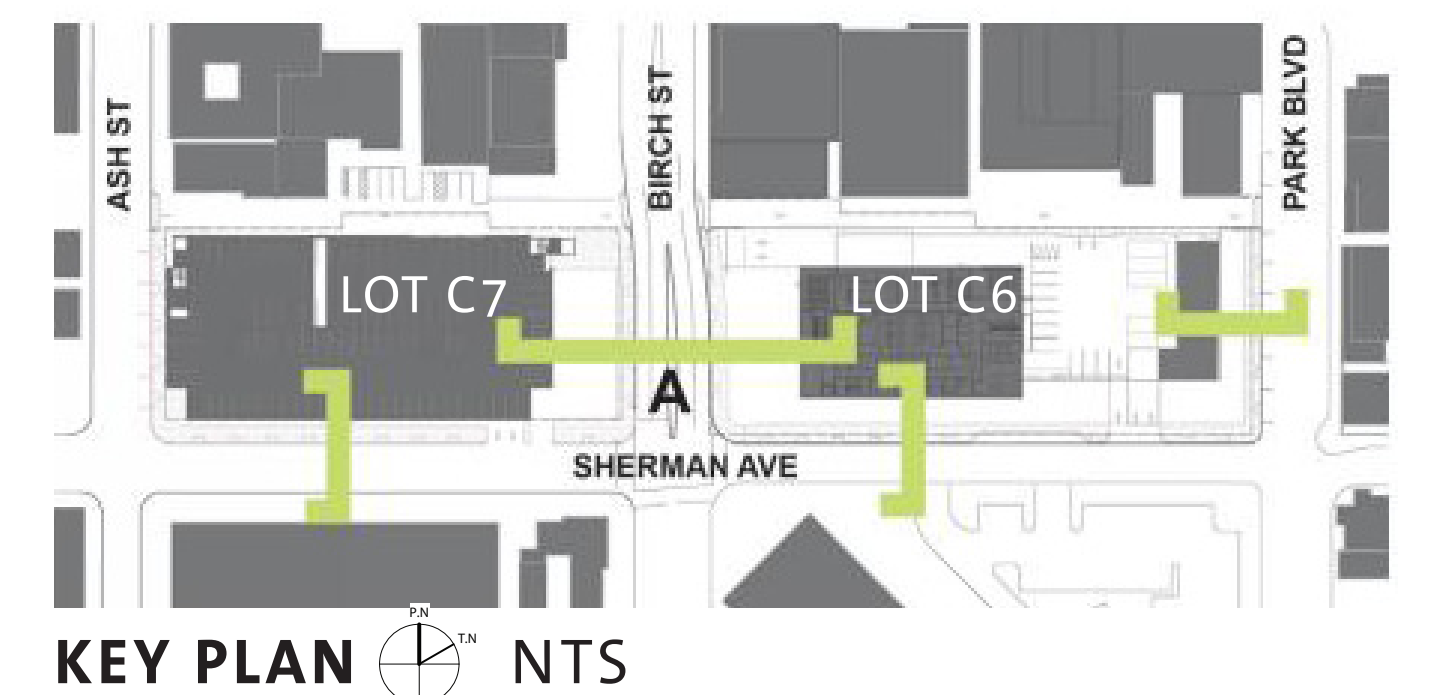 ASH ST
BIRCH ST
PARK BLVD
LOT C7
LOT C6
A
SHERMAN AVE
P.N
T.N
KEY PLAN NTS